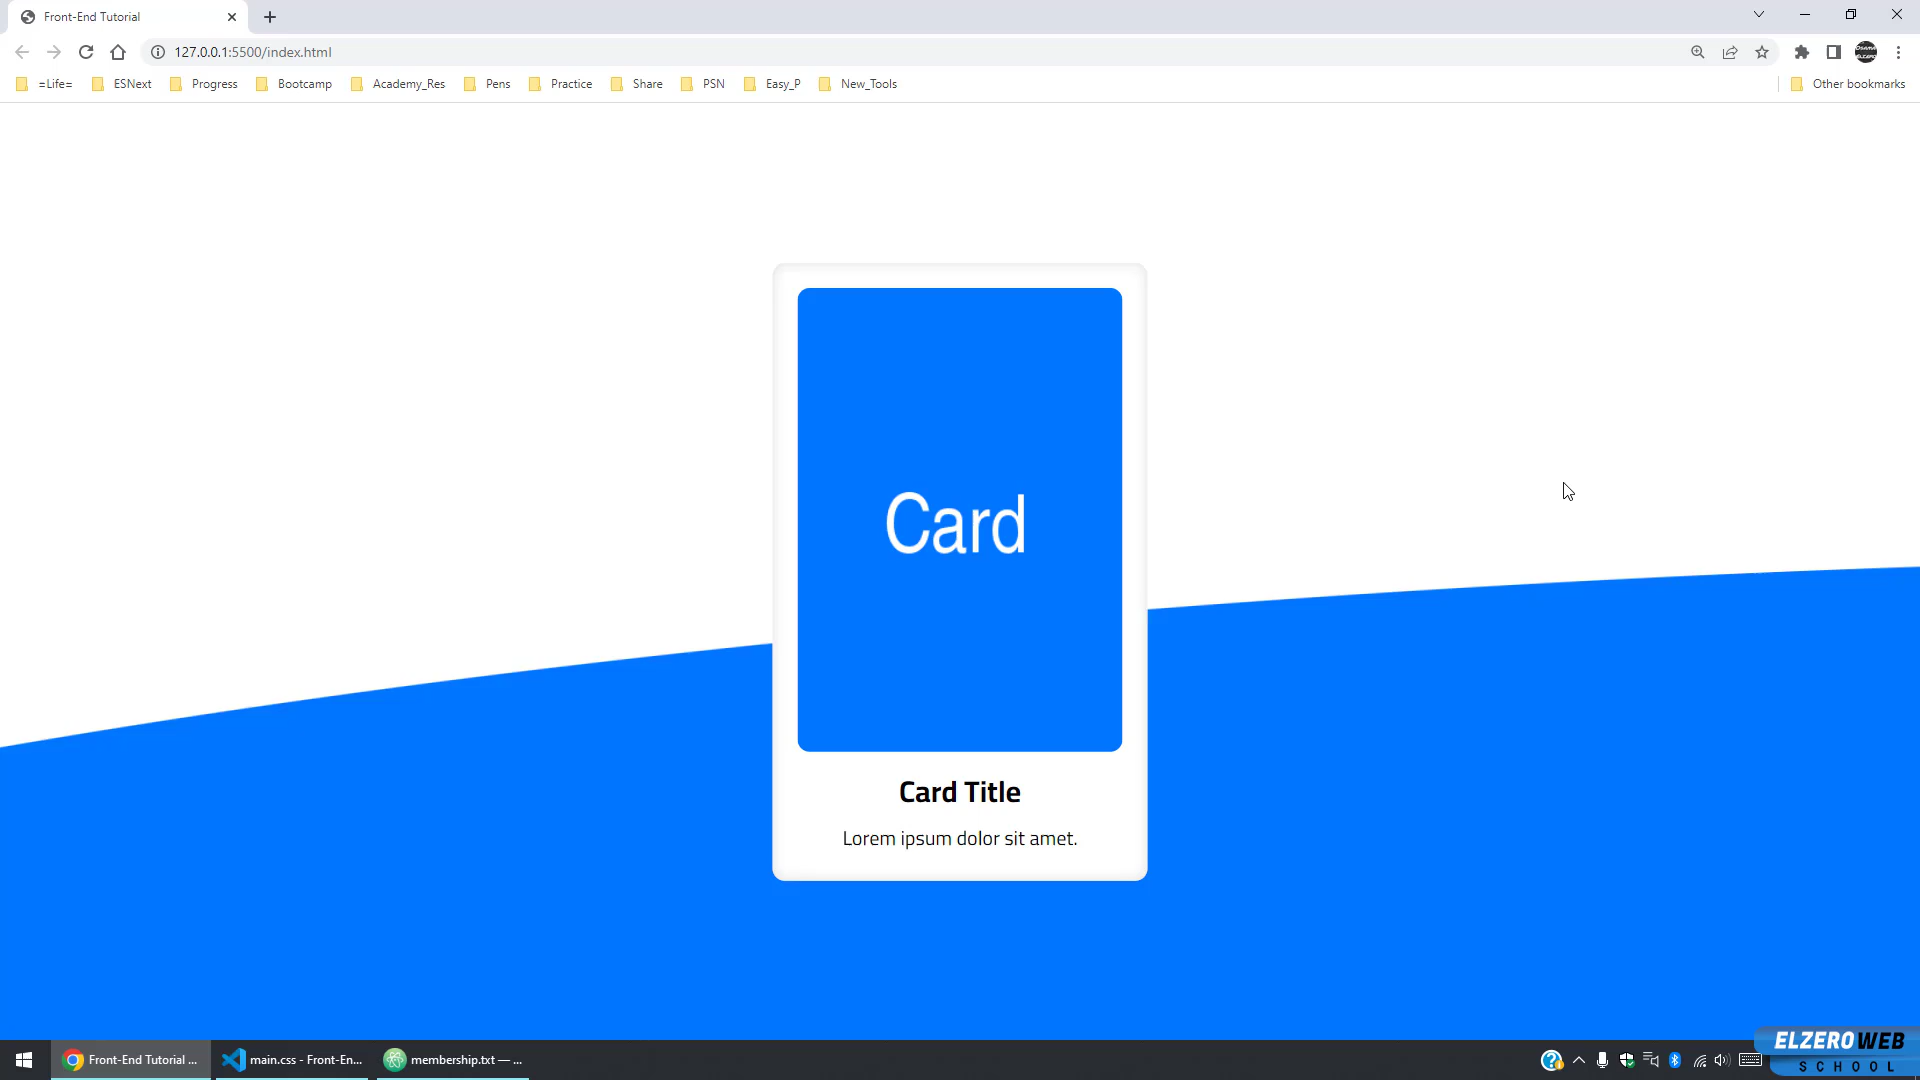 Front-End Tutorial
127.0.0.1:5500/index.html
=Life= ESNext Progress Bootcamp Academy_Res Pens Practice Share PSN Easy_P New_Tools Other bookmarks
Card
Card Title
Lorem ipsum dolor sit amet.
Front-End Tutorial ... main.css - Front-En... membership.txt — ...
ELZEROWEB
SCHOOL